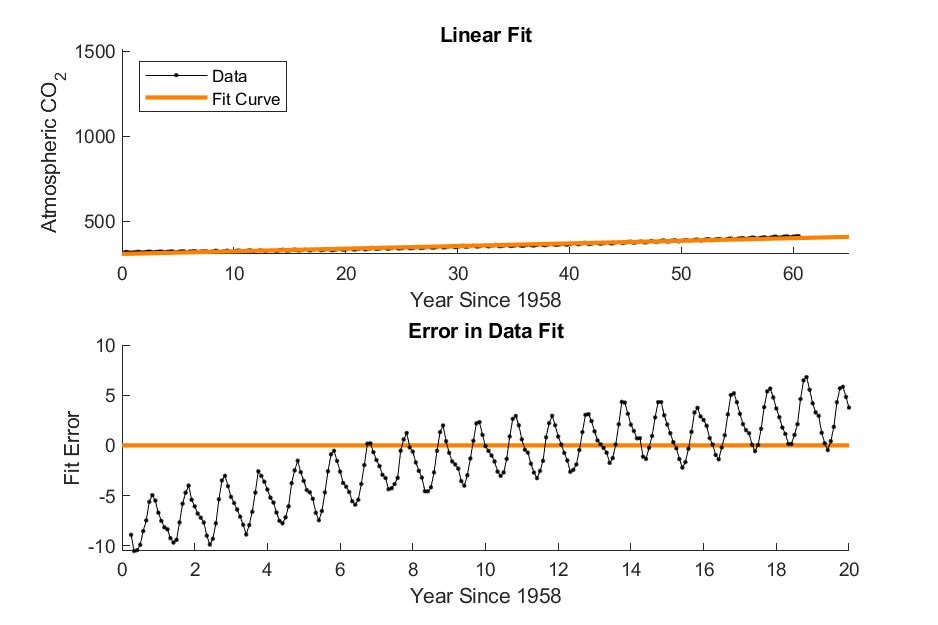 Linear Fit
1500
1000
500
Atmospheric CO2
Data
Fit Curve
0 10 20 30 40 50 60
Year Since 1958
Error in Data Fit
10
5
0
-5
-10
Fit Error
0 2 4 6 8 10 12 14 16 18 20
Year Since 1958